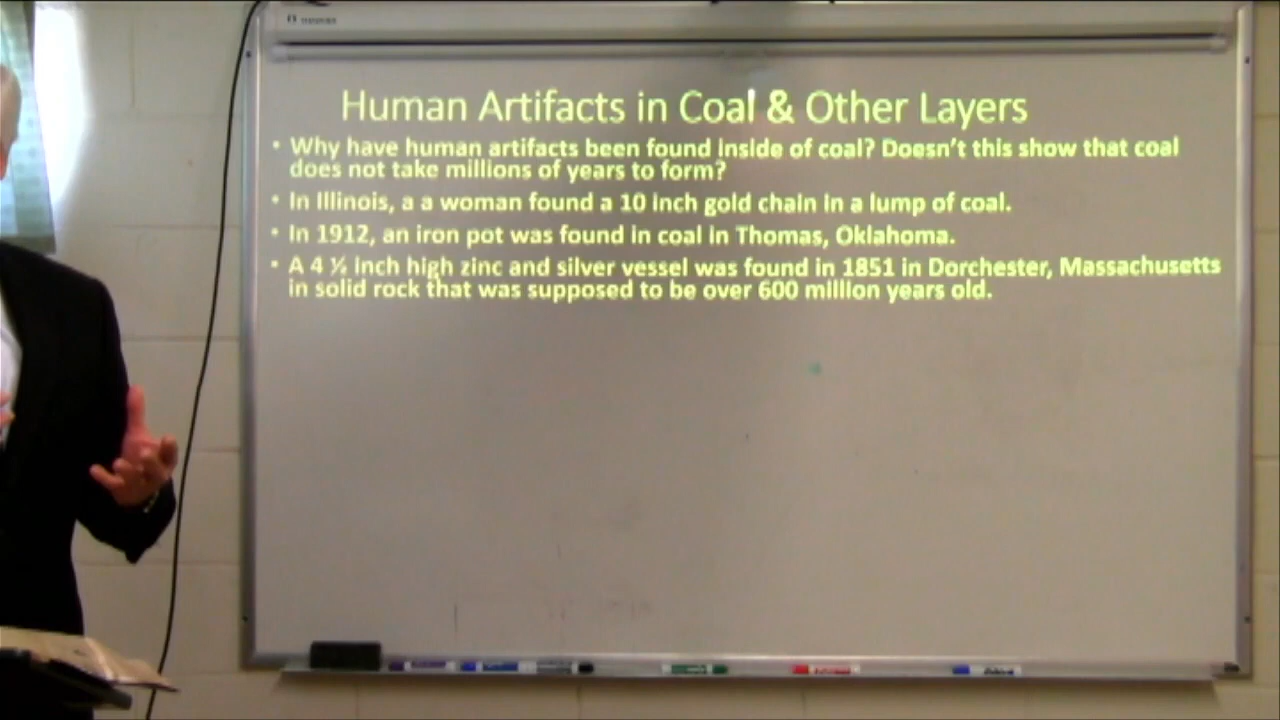 Human Artifacts in Coal & Other Layers
• Why have human artifacts been found inside of coal? Doesn't this show that coal
does not take millions of years to form?
• In Illinois, a a woman found a 10 inch gold chain in a lump of coal.
• In 1912, an iron pot was found in coal in Thomas, Oklahoma.
• A 4 ½ inch high zinc and silver vessel was found in 1851 in Dorchester, Massachusetts
in solid rock that was supposed to be over 600 million years old.